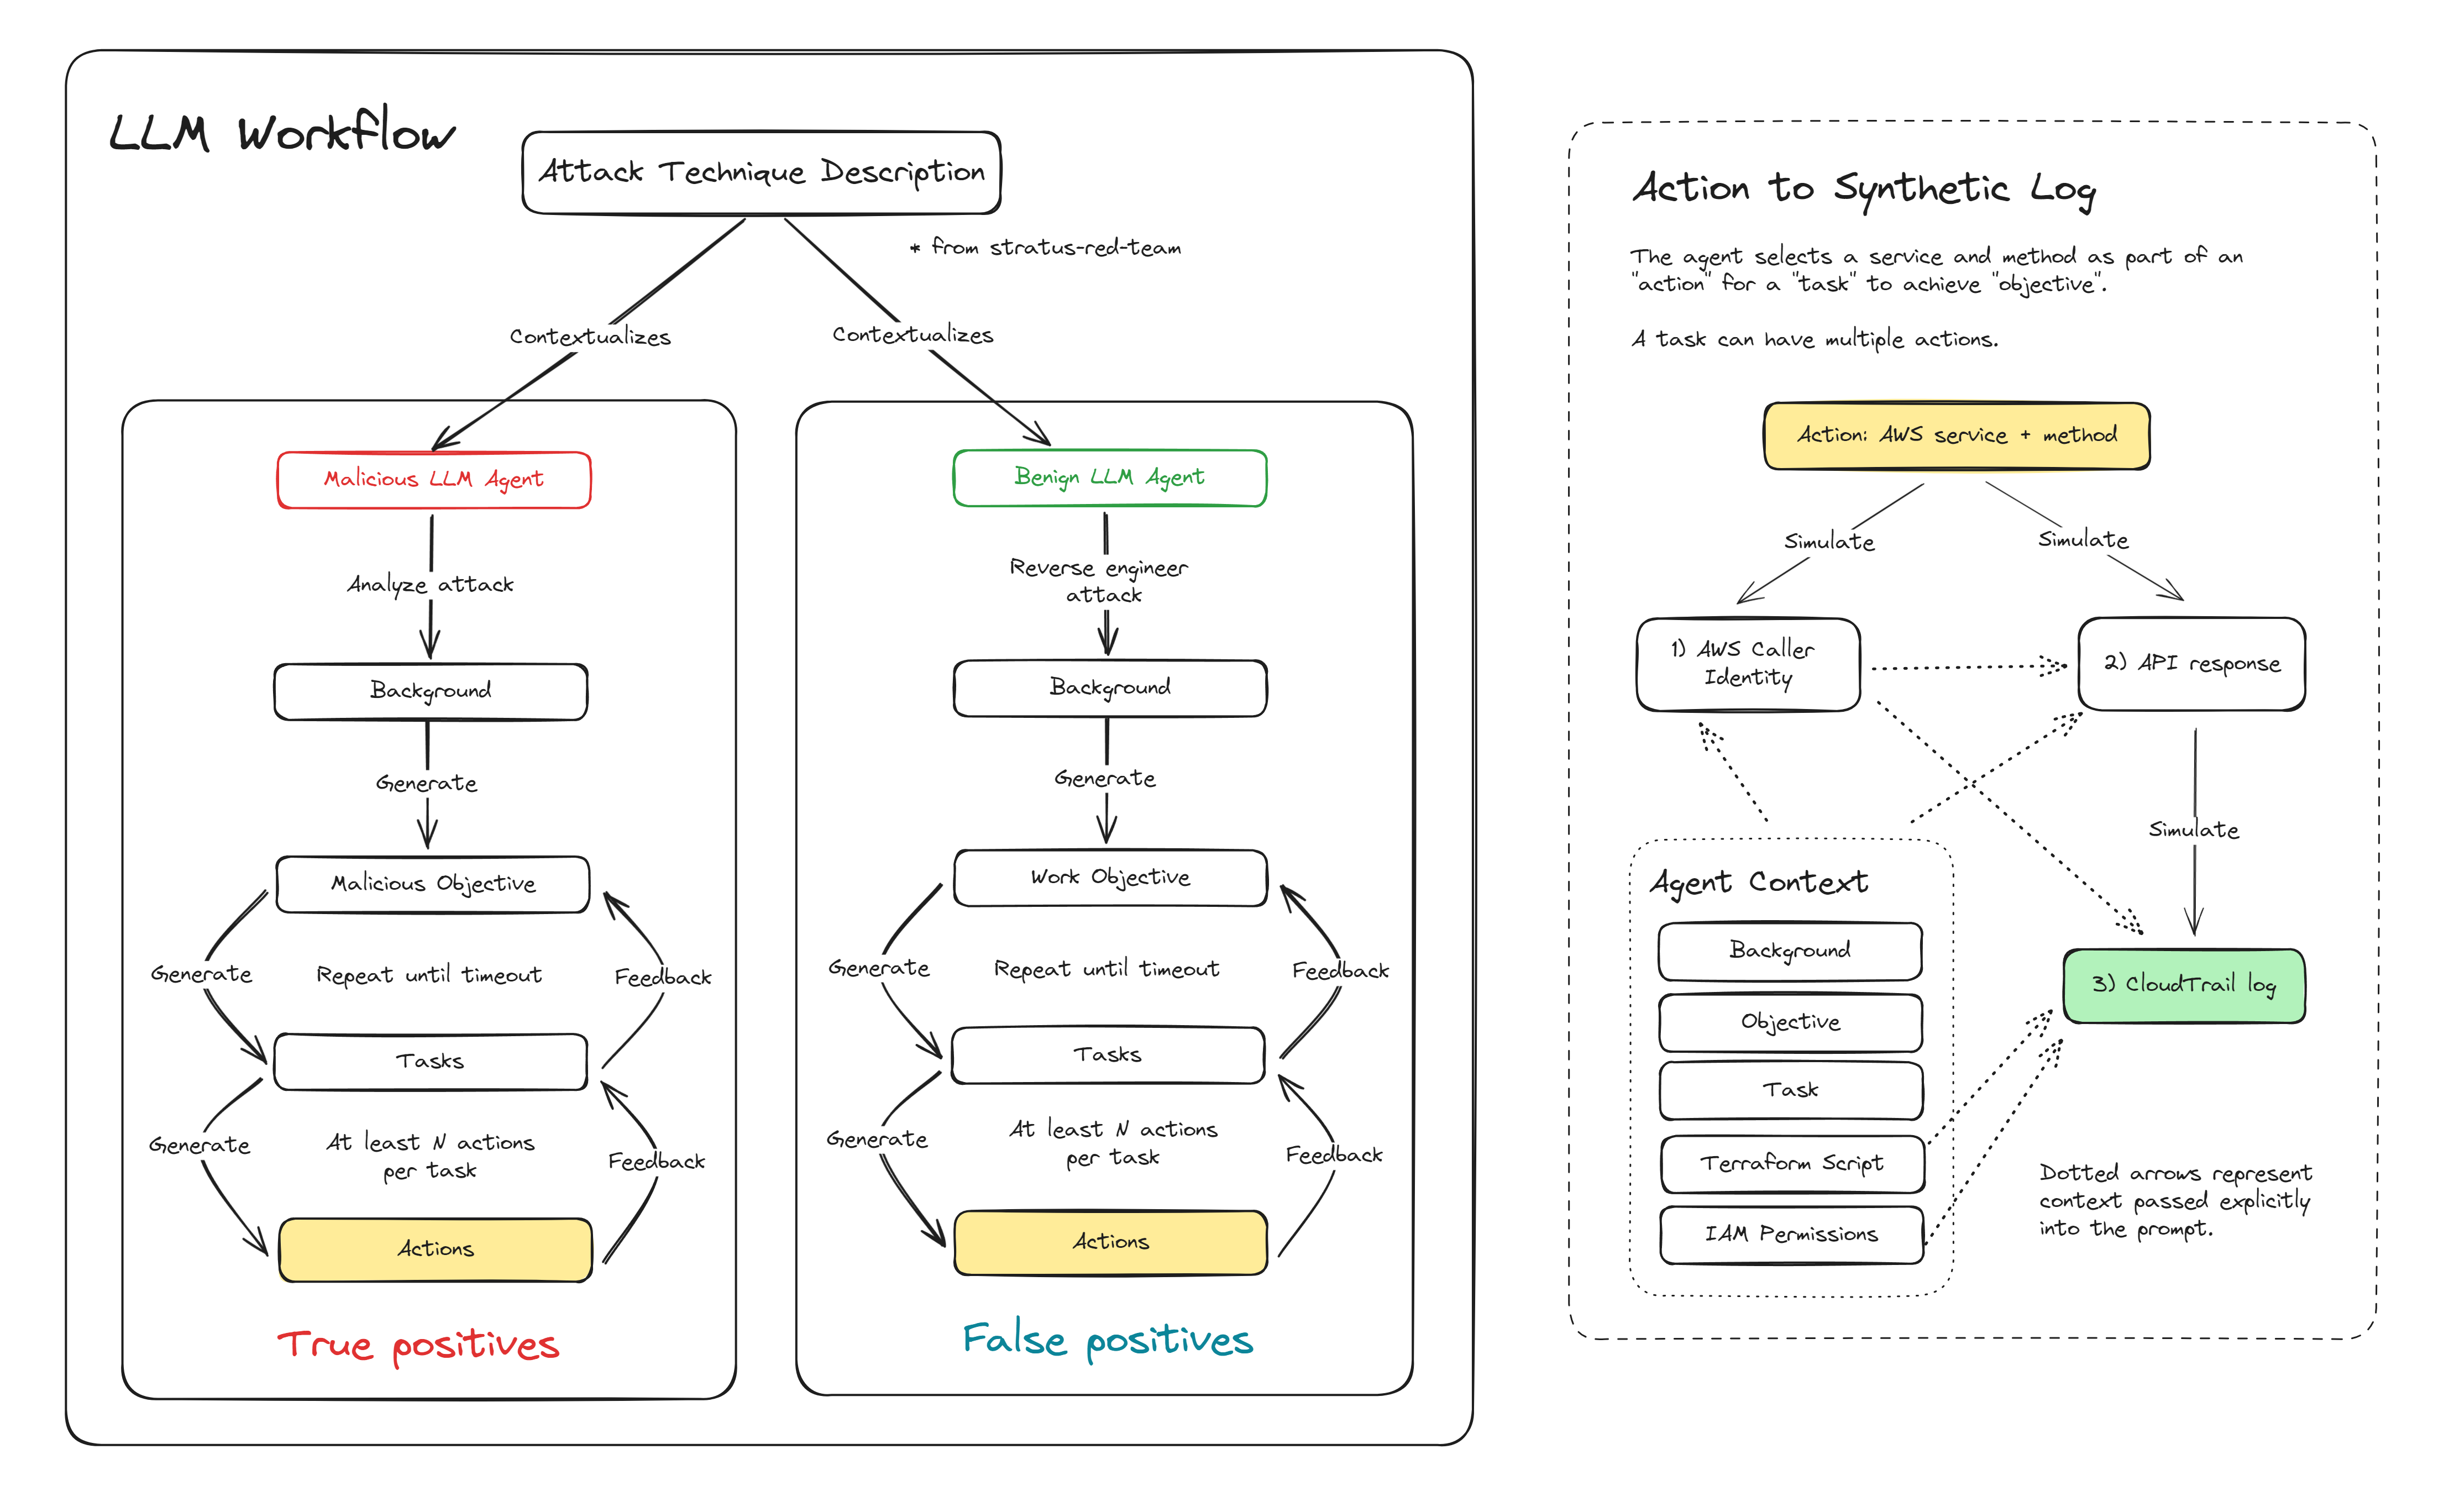 LLM Workflow
Attack Technique Description
* from stratus-red-team
Contextualizes
Contextualizes
Malicious LLM Agent
Analyze attack
Background
Generate
Malicious Objective
Generate
Repeat until timeout
Feedback
Tasks
Generate
At least N actions
per task
Feedback
Actions
True positives
Benign LLM Agent
Reverse engineer
attack
Background
Generate
Work Objective
Generate
Repeat until timeout
Feedback
Tasks
Generate
At least N actions
per task
Feedback
Actions
False positives
Action to Synthetic Log
The agent selects a service and method as part of an
"action" for a "task" to achieve "objective".
A task can have multiple actions.
Action: AWS service + method
Simulate
Simulate
1) AWS Caller
Identity
2) API response
Simulate
3) CloudTrail log
Agent Context
Background
Objective
Task
Terraform Script
IAM Permissions
Dotted arrows represent
context passed explicitly
into the prompt.